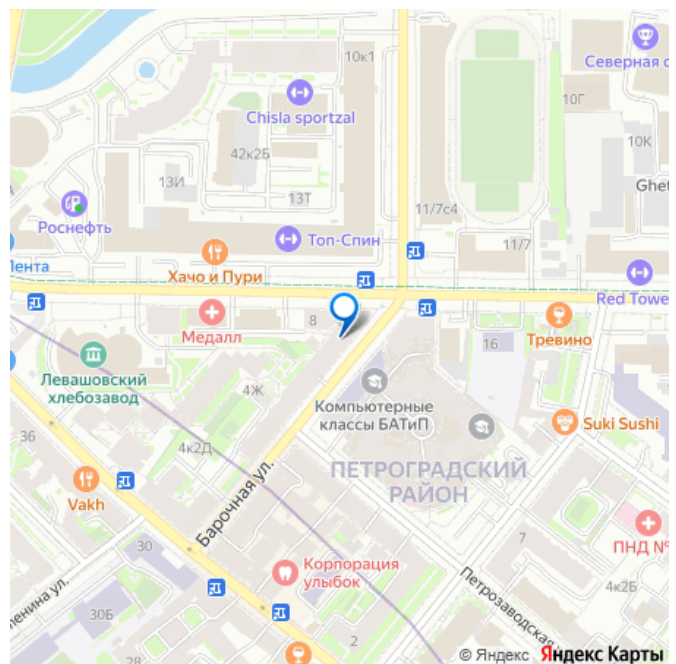 10к1
Северная с
Chisla sportzal
10Г
10К
42к2Б
13И
13Т
Ghet
Роснефть
11/7с4
11/7
Топ-Спин
Хачо и Пури
Лента
Red Towe
8
Медалл
Тревино
16
Левашовский
хлебозавод
4Ж
Компьютерные
классы БАТиП
Suki Sushi
36
4к2Д
ПЕТРОГРАДСКИЙ
РАЙОН
Vakh
Барочная ул.
30
7
ПНД №
Корпорация
улыбок
4к2Б
Петрозаводская
ленина ул.
30Б
2
28
© Яндекс Яндекс Карты